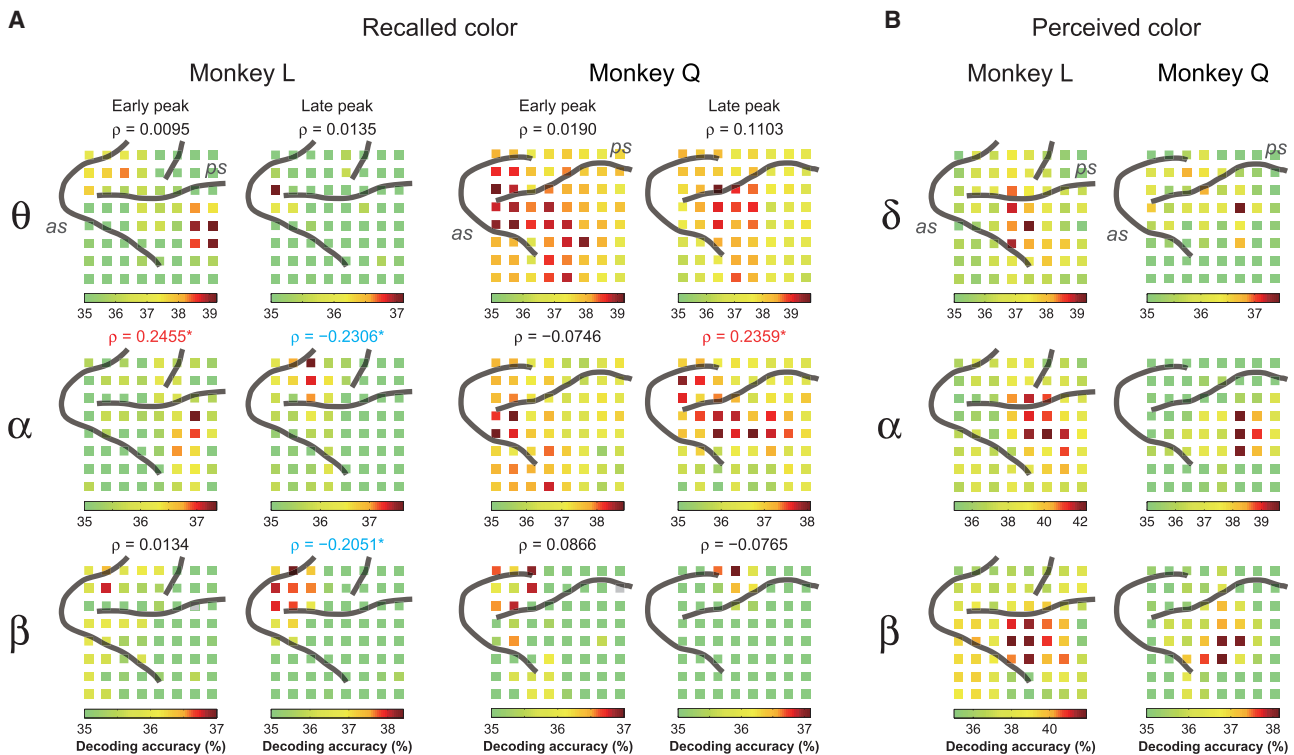 A B
Recalled color Perceived color
Monkey L Monkey Q Monkey L Monkey Q
Early peak Late peak Early peak Late peak
ρ = 0.0095 ρ = 0.0135 ρ = 0.0190 ρ = 0.1103
ps ps ps ps
θ as as δ
35 36 37 38 39 35 36 37 35 36 37 38 39 35 36 37 38 39 35 36 37 38 35 36 37
ρ = 0.2455* ρ = −0.2306* ρ = −0.0746 ρ = 0.2359*
α α
35 36 37 35 36 37 35 36 37 38 35 36 37 38 36 38 40 42 35 36 37 38 39
ρ = 0.0134 ρ = −0.2051* ρ = 0.0866 ρ = −0.0765
β β
35 36 37 35 36 37 38 35 36 37 35 36 37 36 38 40 35 36 37 38
Decoding accuracy (%) Decoding accuracy (%) Decoding accuracy (%) Decoding accuracy (%) Decoding accuracy (%) Decoding accuracy (%)